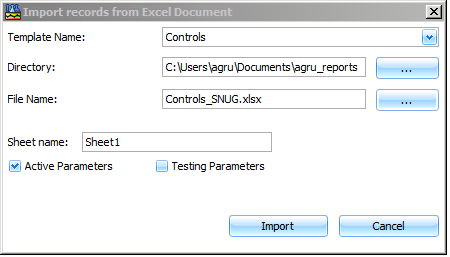 Import records from Excel Document
Template Name: Controls
Directory: C:\Users\agru\Documents\agru_reports ...
File Name: Controls_SNUG.xlsx ...
Sheet name: Sheet1
Active Parameters Testing Parameters
Import Cancel